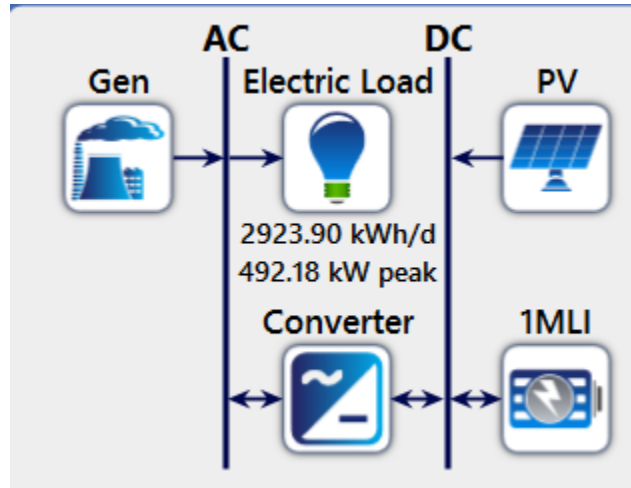 AC
DC
Gen
Electric Load
PV
2923.90 kWh/d
492.18 kW peak
Converter
1MLI